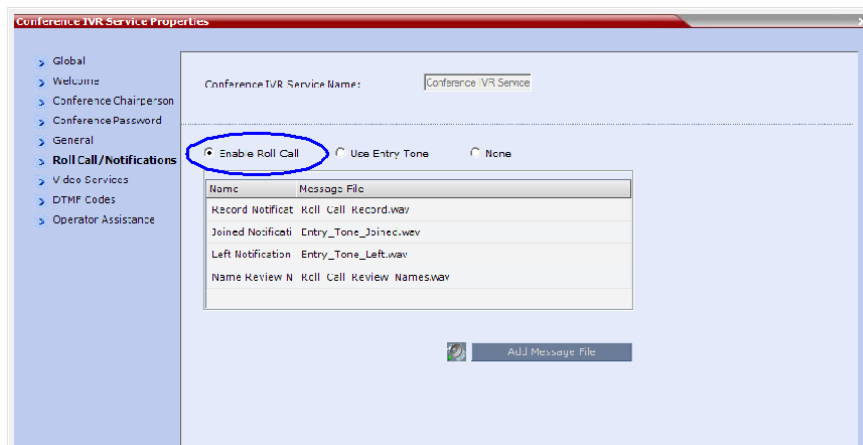 Conference IVR Service Properties
Global
Welcome
Conference Chairperson
Conference Password
General
Roll Call/Notifications
Video Services
DTMF Codes
Operator Assistance
Conference IVR Service Name:
Conference IVR Service
Enable Roll Call
Use Entry Tone
None
Name Message File
Record Notificat Roll_Call_Record.wav
Joined Notificati Entry_Tone_Joined.wav
Left Notification Entry_Tone_Left.wav
Name Review N Roll_Call_Review_Names.wav
Add Message File